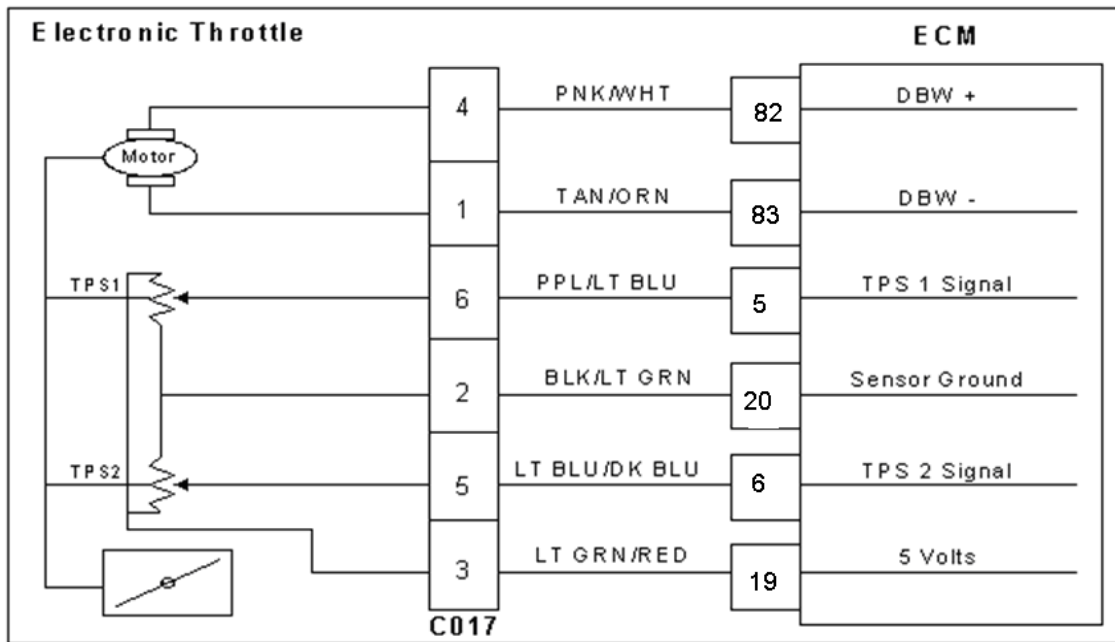 Electronic Throttle
ECM
4 PNK/WHT 82 DBW +
Motor
1 TAN/ORN 83 DBW -
TPS1 6 PPL/LT BLU 5 TPS 1 Signal
2 BLK/LT GRN 20 Sensor Ground
TPS2 5 LT BLU/DK BLU 6 TPS 2 Signal
3 LT GRN/RED 19 5 Volts
C017